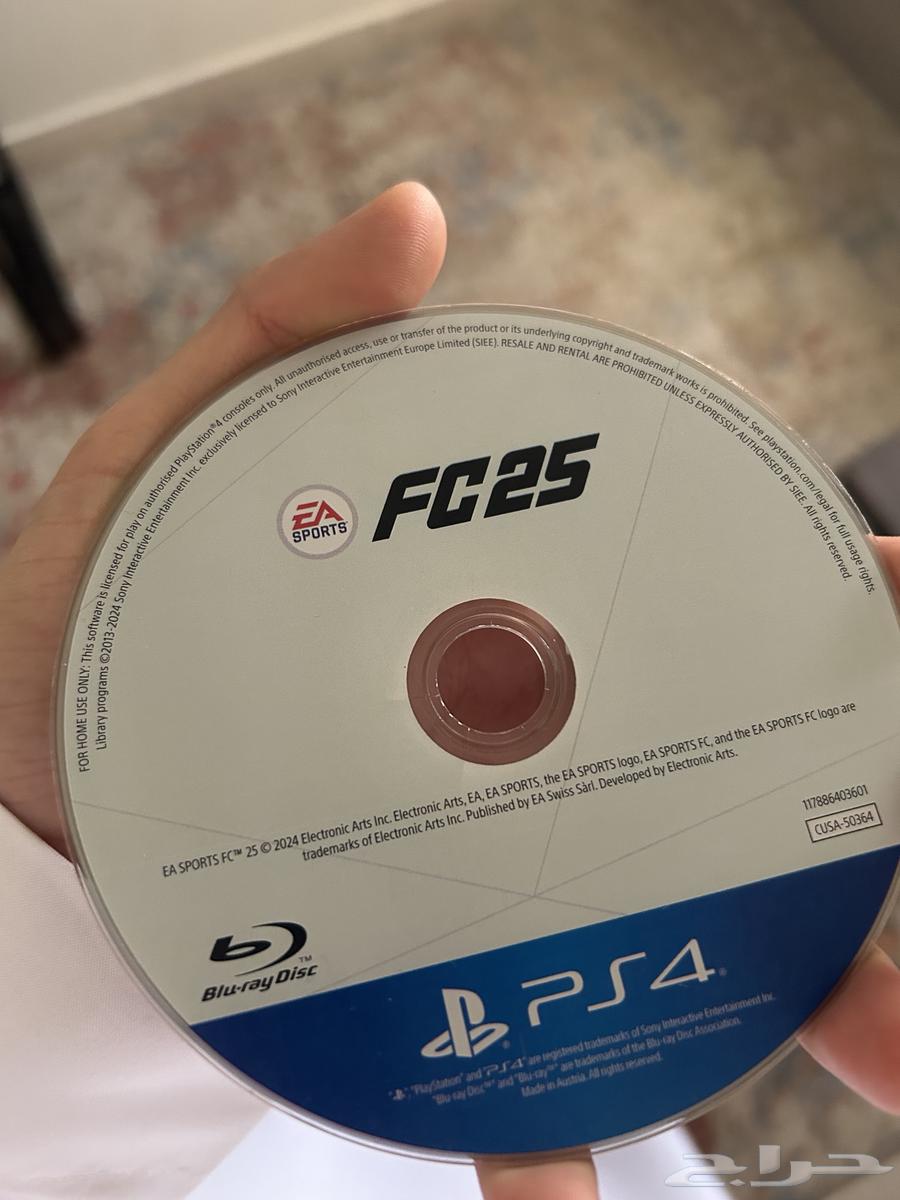 FOR HOME USE ONLY: This software is licensed for play on authorised PlayStation®4 consoles only. All unauthorised access, use or transfer of the product or its underlying copyright and trademark works is prohibited. See playstation.com/legal for full usage rights.
Library programs ©2013-2024 Sony Interactive Entertainment Inc. exclusively licensed to Sony Interactive Entertainment Europe Limited (SIEE). RESALE AND RENTAL ARE PROHIBITED UNLESS EXPRESSLY AUTHORISED BY SIEE. All rights reserved.
EA SPORTS™
FC 25
EA SPORTS FC™ 25 © 2024 Electronic Arts Inc. Electronic Arts, EA, EA SPORTS, the EA SPORTS logo, EA SPORTS FC, and the EA SPORTS FC logo are
trademarks of Electronic Arts Inc. Published by EA Swiss Sàrl. Developed by Electronic Arts.
117886403601
CUSA-50364
Blu-ray Disc™
PS4®
"PlayStation" and "PS4" are registered trademarks of Sony Interactive Entertainment Inc.
"Blu-ray Disc™" and "Blu-ray™" are trademarks of the Blu-ray Disc Association.
Made in Austria. All rights reserved.
حراج